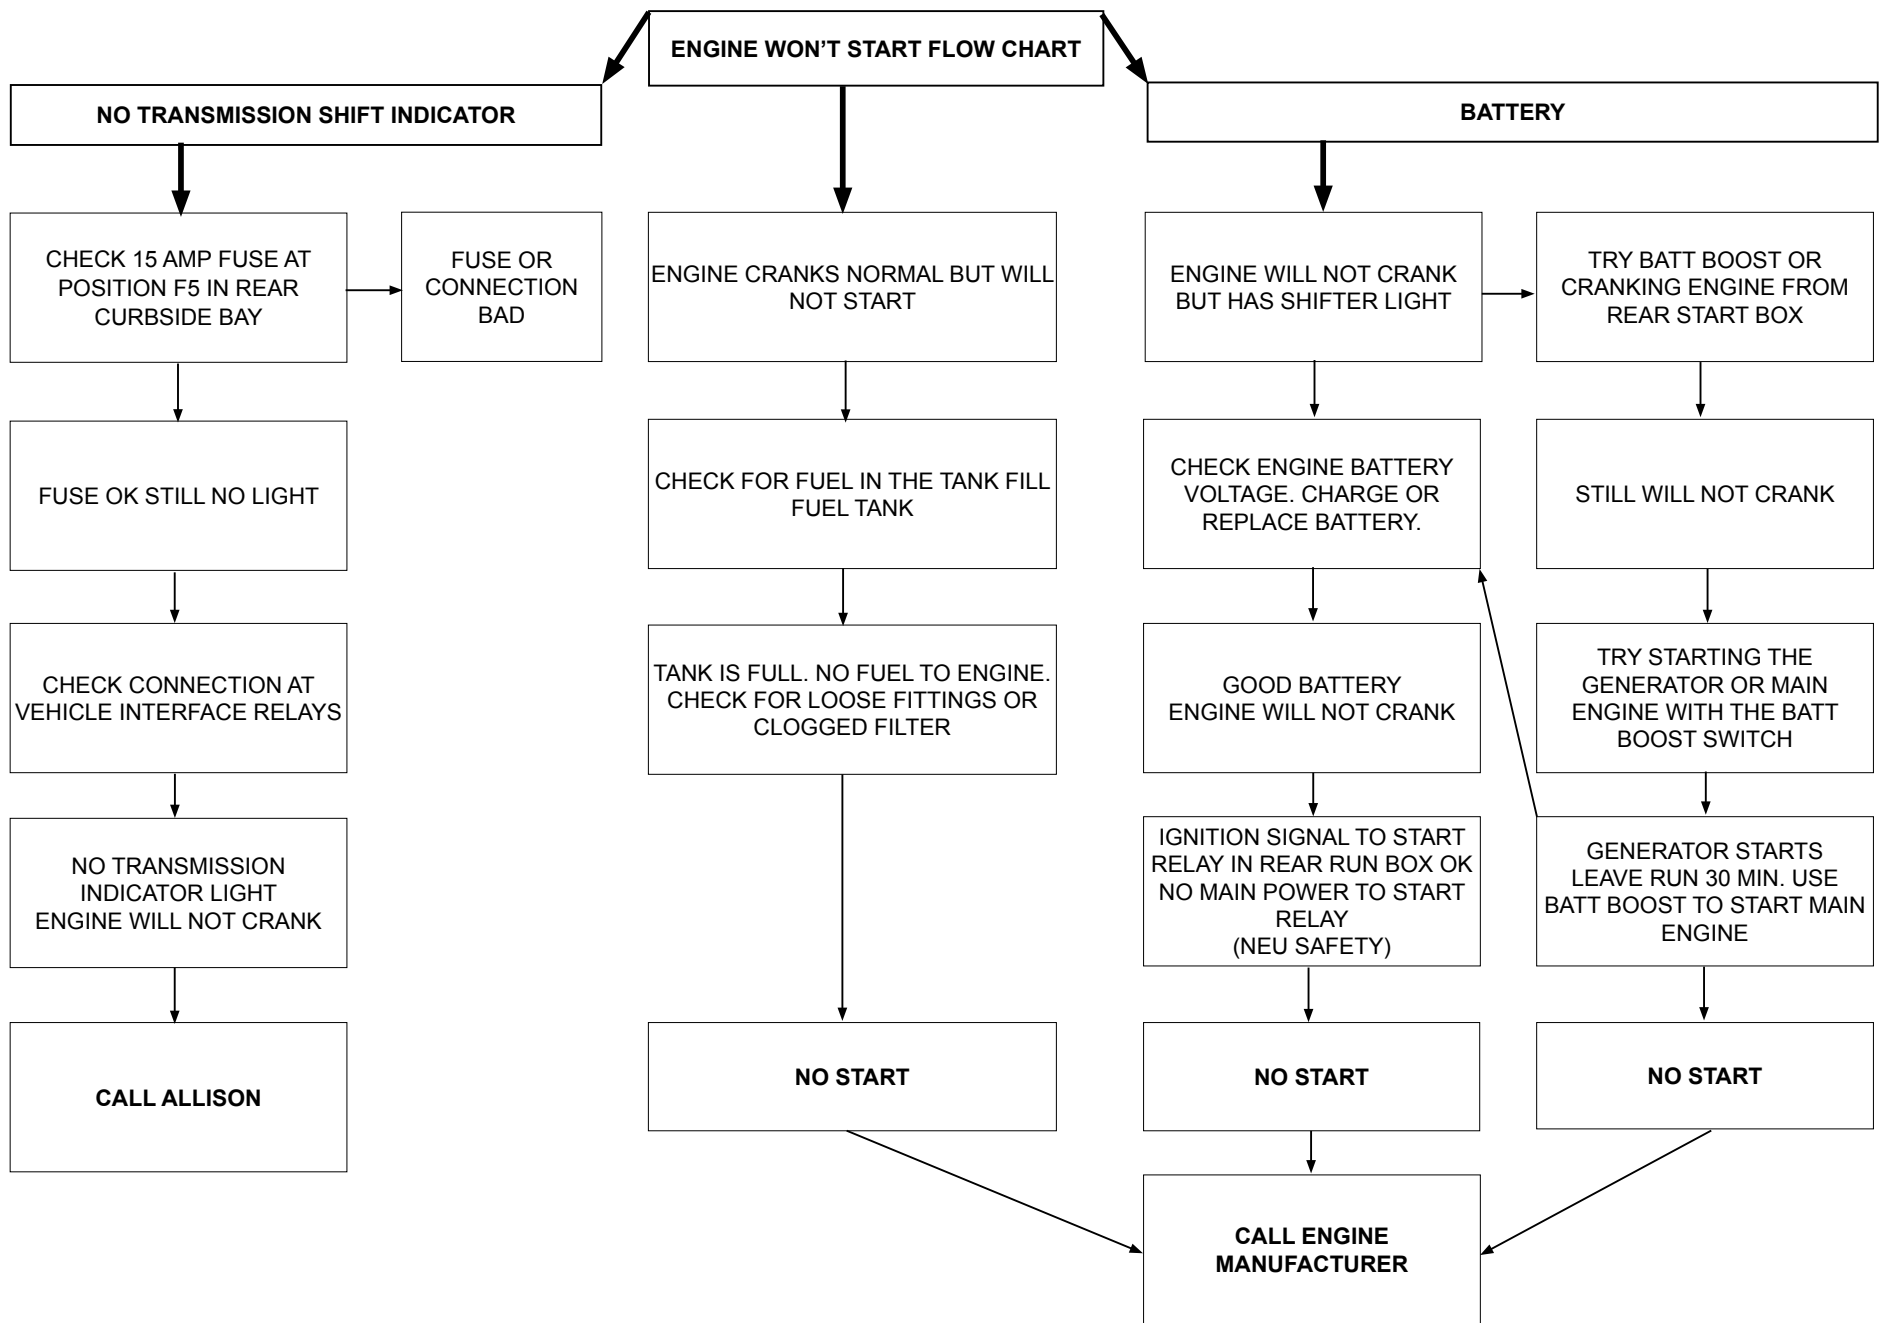 ENGINE WON'T START FLOW CHART
NO TRANSMISSION SHIFT INDICATOR
BATTERY
CHECK 15 AMP FUSE AT
POSITION F5 IN REAR
CURBSIDE BAY
FUSE OR
CONNECTION
BAD
ENGINE CRANKS NORMAL BUT WILL
NOT START
ENGINE WILL NOT CRANK
BUT HAS SHIFTER LIGHT
TRY BATT BOOST OR
CRANKING ENGINE FROM
REAR START BOX
FUSE OK STILL NO LIGHT
CHECK FOR FUEL IN THE TANK FILL
FUEL TANK
CHECK ENGINE BATTERY
VOLTAGE. CHARGE OR
REPLACE BATTERY.
STILL WILL NOT CRANK
CHECK CONNECTION AT
VEHICLE INTERFACE RELAYS
TANK IS FULL. NO FUEL TO ENGINE.
CHECK FOR LOOSE FITTINGS OR
CLOGGED FILTER
GOOD BATTERY
ENGINE WILL NOT CRANK
TRY STARTING THE
GENERATOR OR MAIN
ENGINE WITH THE BATT
BOOST SWITCH
NO TRANSMISSION
INDICATOR LIGHT
ENGINE WILL NOT CRANK
IGNITION SIGNAL TO START
RELAY IN REAR RUN BOX OK
NO MAIN POWER TO START
RELAY
(NEU SAFETY)
GENERATOR STARTS
LEAVE RUN 30 MIN. USE
BATT BOOST TO START MAIN
ENGINE
CALL ALLISON
NO START
NO START
NO START
CALL ENGINE
MANUFACTURER